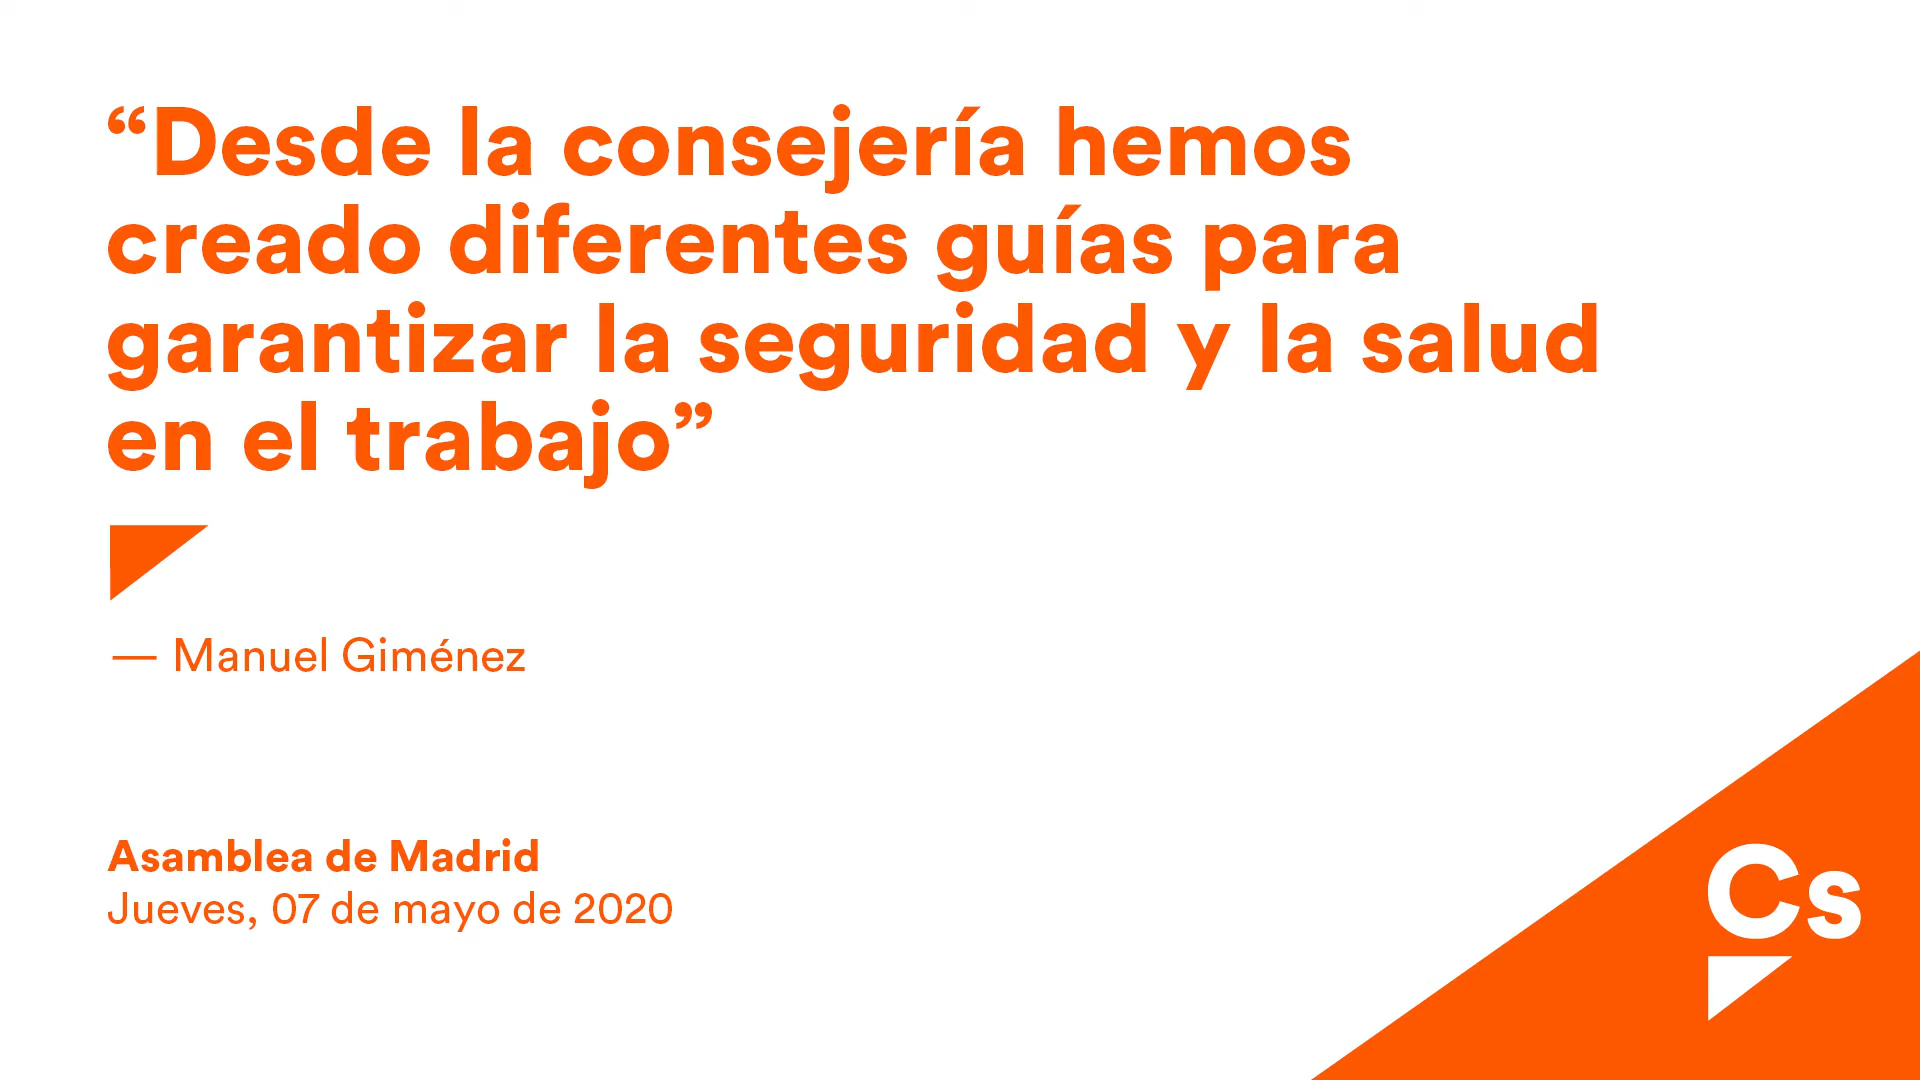 “Desde la consejería hemos
creado diferentes guías para
garantizar la seguridad y la salud
en el trabajo”
— Manuel Giménez
Asamblea de Madrid
Jueves, 07 de mayo de 2020
Cs